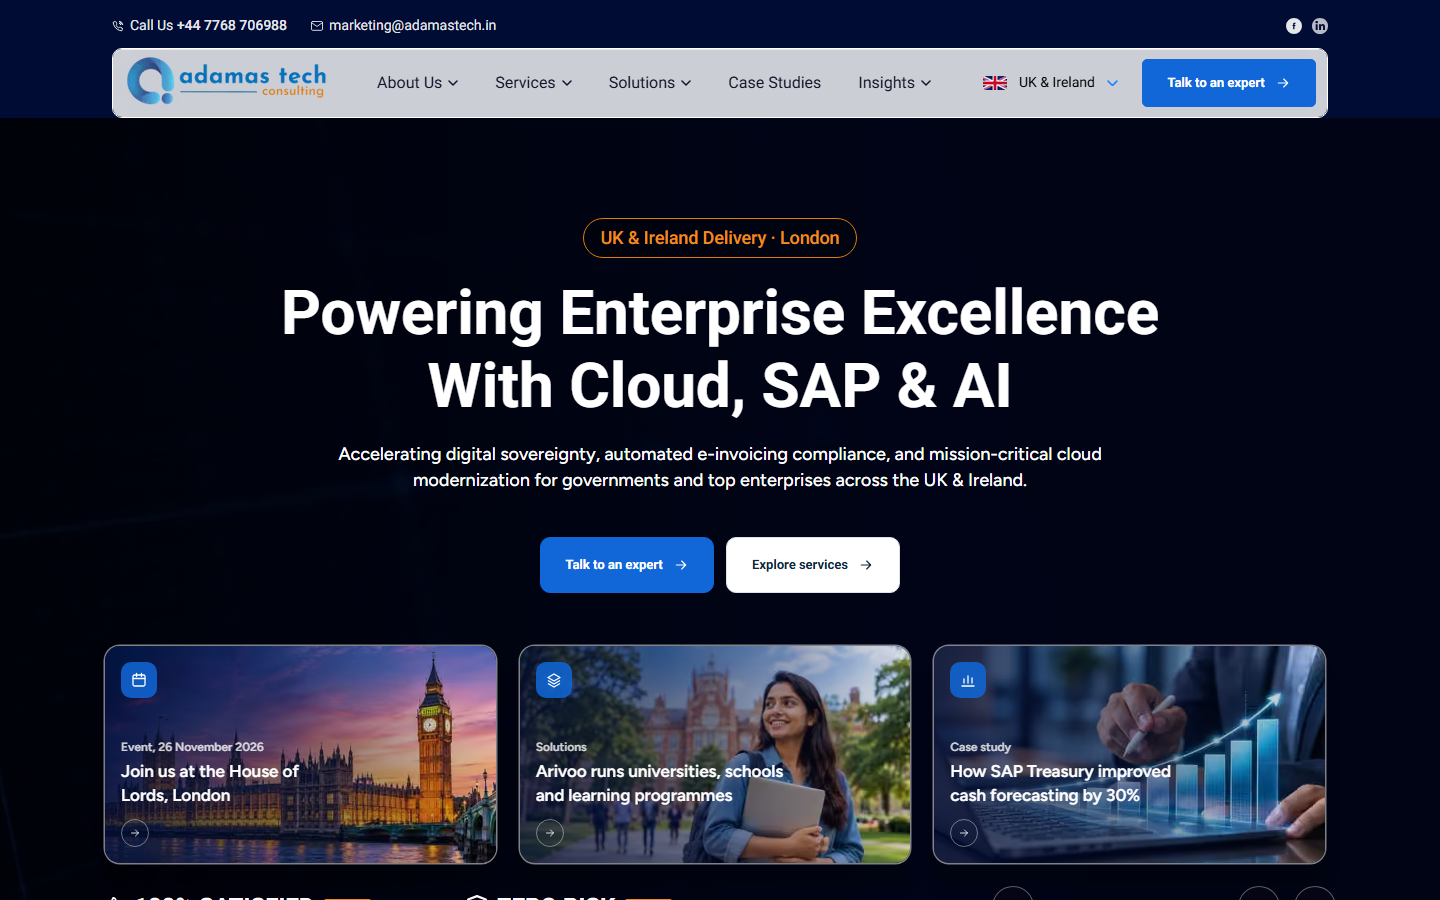 Call Us +44 7768 706988
marketing@adamastech.in
adamas tech
consulting
About Us
Services
Solutions
Case Studies
Insights
UK & Ireland
Talk to an expert
UK & Ireland Delivery · London
Powering Enterprise Excellence
With Cloud, SAP & AI
Accelerating digital sovereignty, automated e-invoicing compliance, and mission-critical cloud
modernization for governments and top enterprises across the UK & Ireland.
Talk to an expert
Explore services
Event, 26 November 2026
Join us at the House of
Lords, London
Solutions
Arivoo runs universities, schools
and learning programmes
Case study
How SAP Treasury improved
cash forecasting by 30%
100% SATISFIED
ZERO RISK